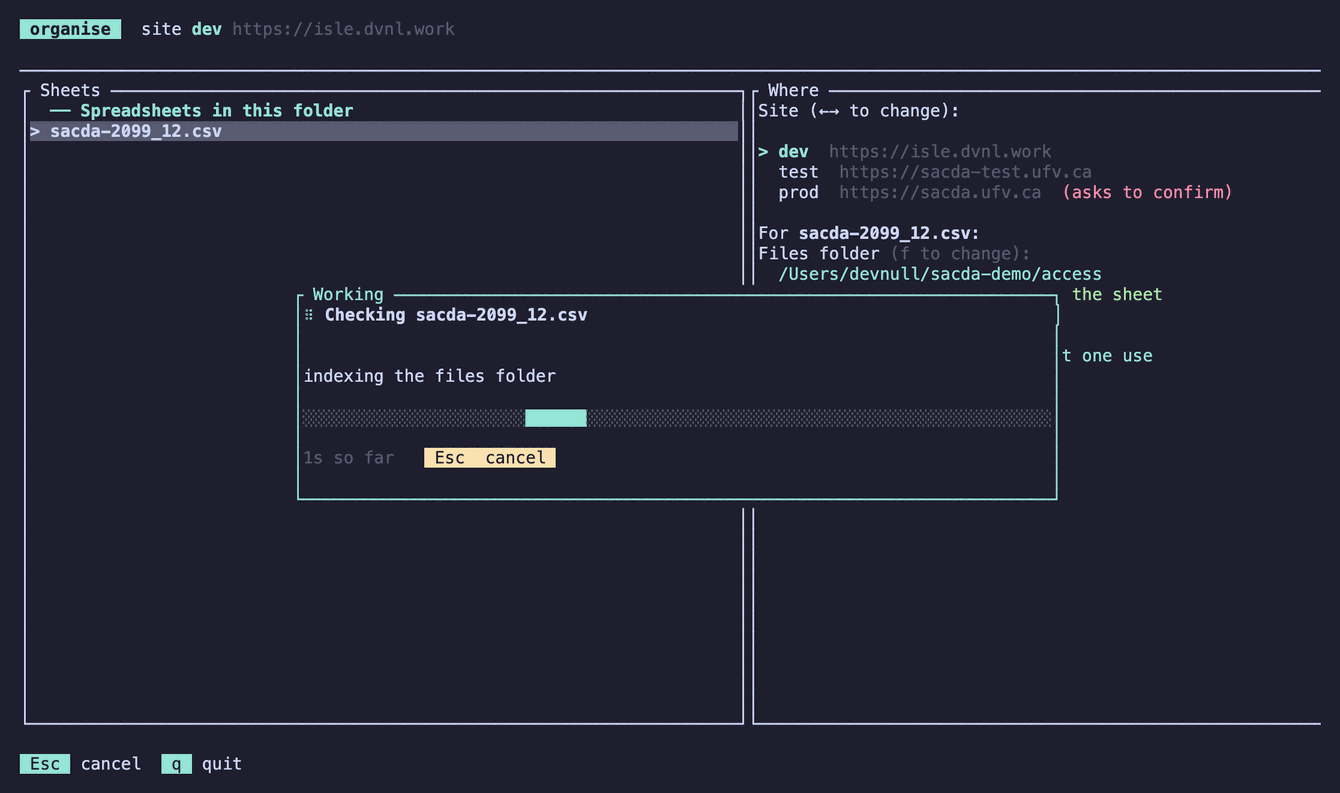 organise site dev https://isle.dvnl.work
Sheets
Spreadsheets in this folder
> sacda-2099_12.csv
Where
Site (←→ to change):
> dev https://isle.dvnl.work
test https://sacda-test.ufv.ca
prod https://sacda.ufv.ca (asks to confirm)
For sacda-2099_12.csv:
Files folder (f to change):
/Users/devnull/sacda-demo/access
the sheet
t one use
Working
Checking sacda-2099_12.csv
indexing the files folder
1s so far Esc cancel
Esc cancel q quit